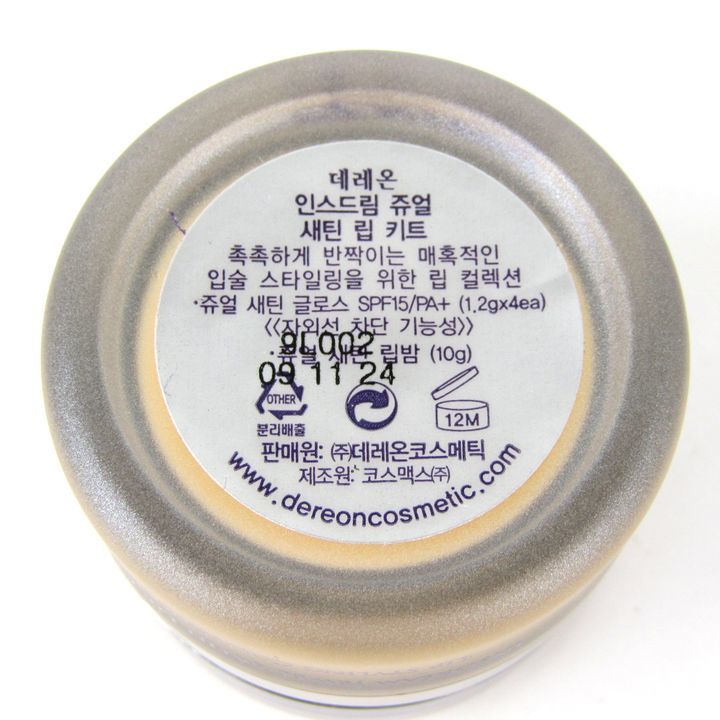 데레온
인스드림 쥬얼
새틴 립 키트
촉촉하게 반짝이는 매혹적인
입술 스타일링을 위한 립 컬렉션
·쥬얼 새틴 글로스 SPF15/PA+ (1.2gx4ea)
《자외선 차단 기능성》
9L002
·쥬얼 새틴 립밤 (10g)
09 11 24
OTHER
12M
분리배출
판매원: ㈜데레온코스메틱
제조원: 코스맥스㈜
www.dereoncosmetic.com